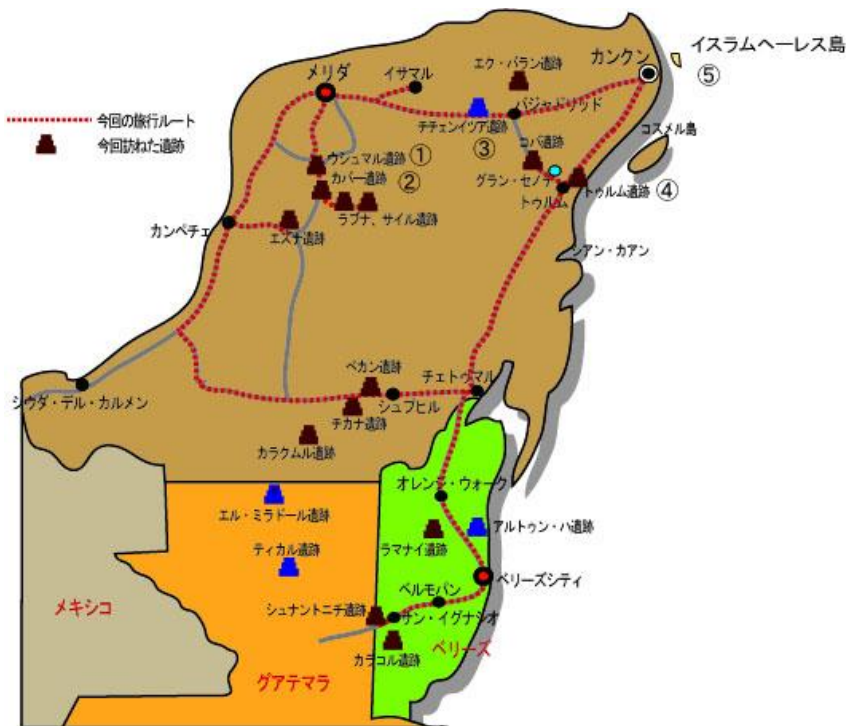 イスラムヘーレス島
カンクン
⑤
エク・バラン遺跡
メリダ
イサマル
今回の旅行ルート
今回訪ねた遺跡
チチェンイツア遺跡
③
バジャドリッド
コスメル島
コバ遺跡
ウシュマル遺跡 ①
カバー遺跡 ②
グラン・セノテ
トゥルム遺跡 ④
トゥルム
ラブナ、サイル遺跡
カンペチェ
エズナ遺跡
シアン・カアン
ベカン遺跡
チェトゥマル
シウダ・デル・カルメン
シュプヒル
チカナ遺跡
カラクムル遺跡
オレンヂ・ウォーク
エル・ミラドール遺跡
ラマナイ遺跡
アルトゥン・ハ遺跡
ティカル遺跡
ベリーズシティ
ベルモパン
メキシコ
シュナントニチ遺跡
サン・イグナシオ
ベリーズ
カラコル遺跡
グアテマラ